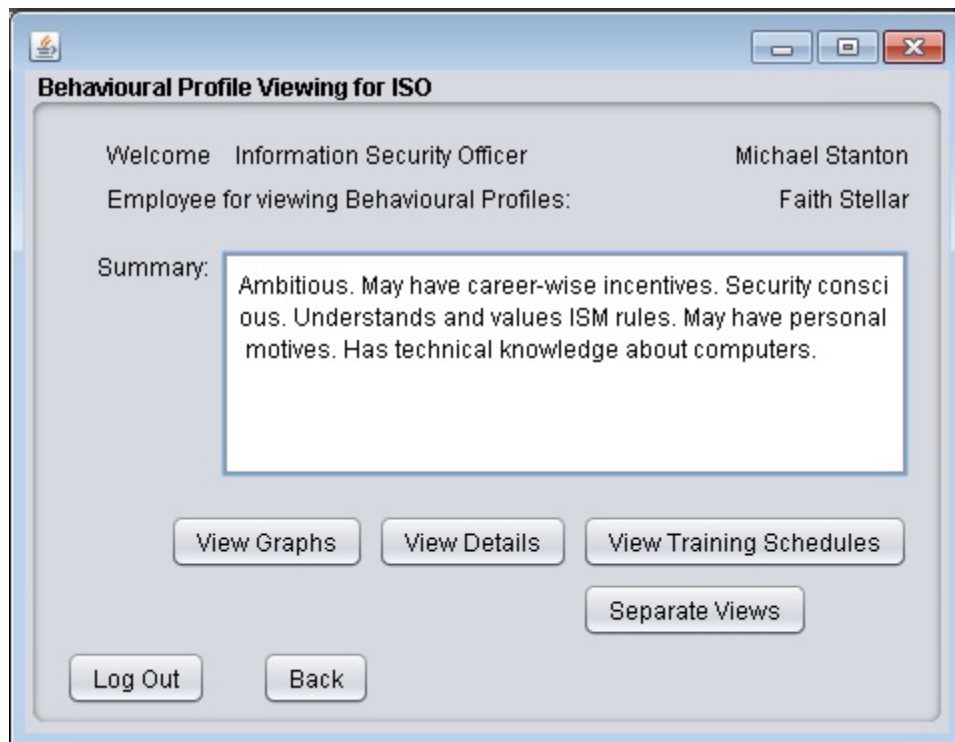 Behavioural Profile Viewing for ISO
Welcome Information Security Officer Michael Stanton
Employee for viewing Behavioural Profiles: Faith Stellar
Summary: Ambitious. May have career-wise incentives. Security consci
ous. Understands and values ISM rules. May have personal
motives. Has technical knowledge about computers.
View Graphs View Details View Training Schedules
Separate Views
Log Out Back